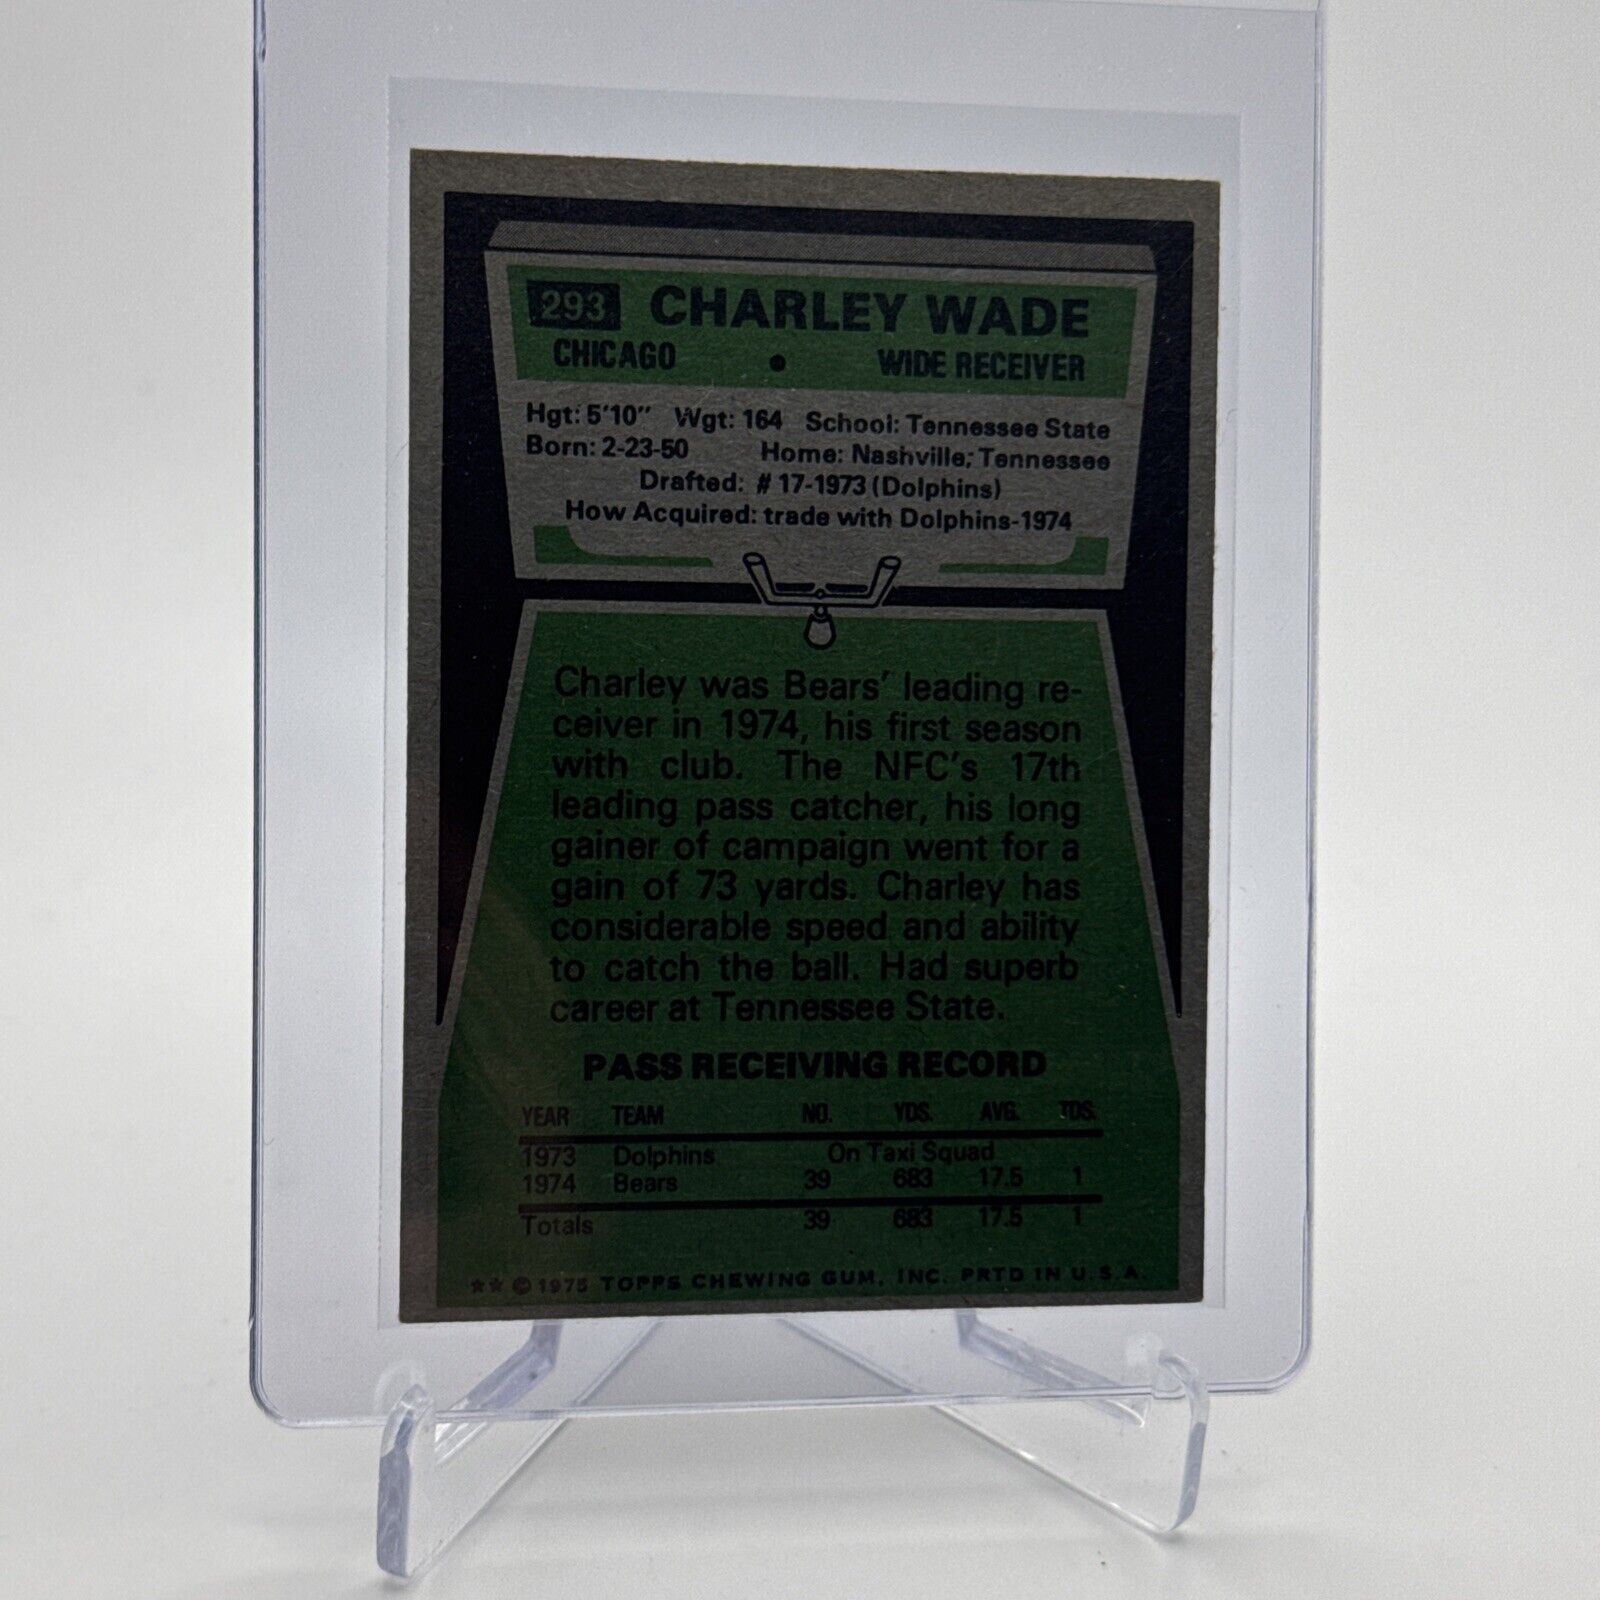 293 CHARLEY WADE
CHICAGO • WIDE RECEIVER
Hgt: 5'10" Wgt: 164 School: Tennessee State
Born: 2-23-50 Home: Nashville, Tennessee
Drafted: #17-1973 (Dolphins)
How Acquired: trade with Dolphins-1974
Charley was Bears' leading re-
ceiver in 1974, his first season
with club. The NFC's 17th
leading pass catcher, his long
gainer of campaign went for a
gain of 73 yards. Charley has
considerable speed and ability
to catch the ball. Had superb
career at Tennessee State.
PASS RECEIVING RECORD
YEAR TEAM NO. YDS. AVG. TDS.
1973 Dolphins On Taxi Squad
1974 Bears 39 683 17.5 1
Totals 39 683 17.5 1
★★ © 1975 TOPPS CHEWING GUM, INC. PRTD IN U.S.A.